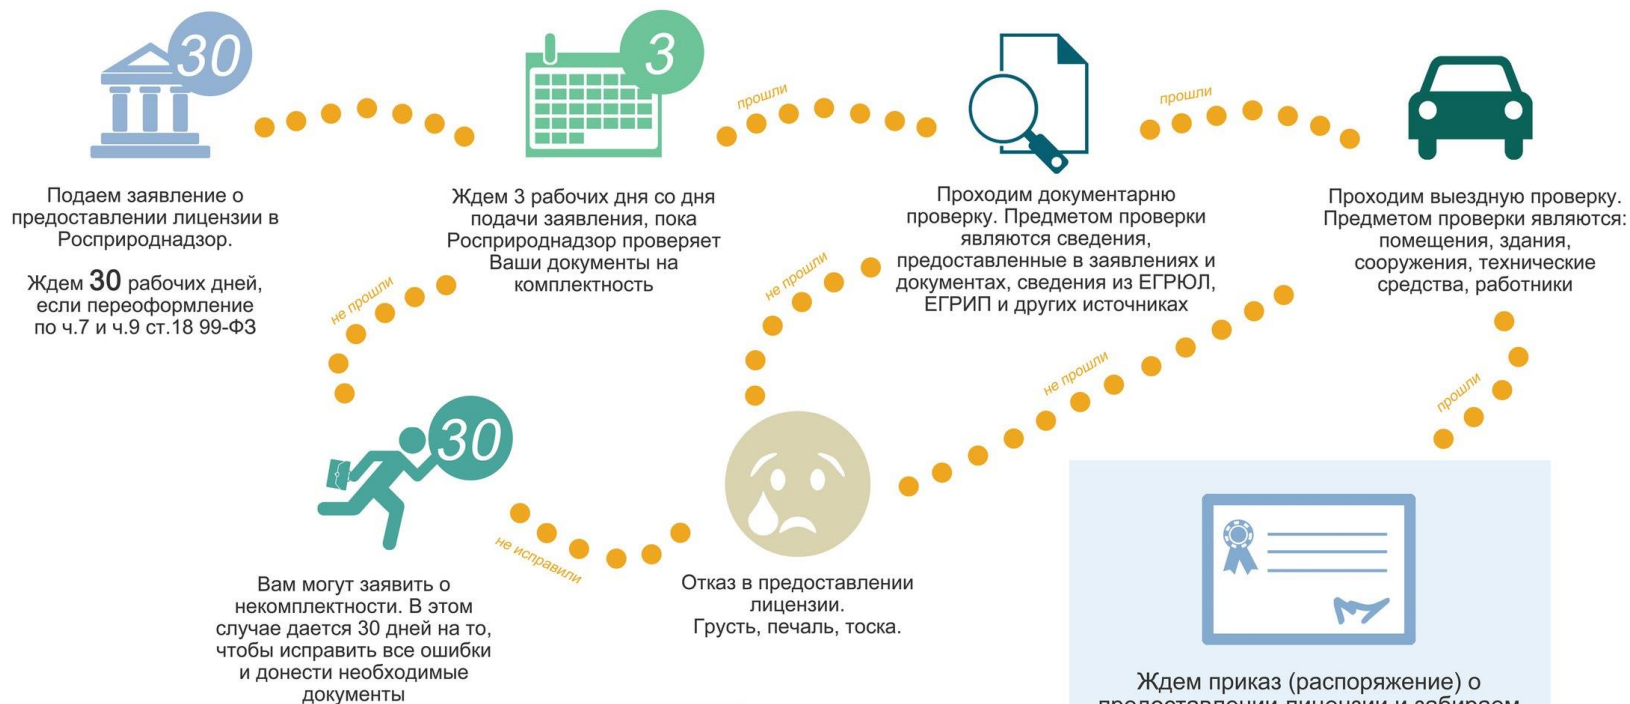 30
Подаем заявление о
предоставлении лицензии в
Росприроднадзор.
Ждем 30 рабочих дней,
если переоформление
по ч.7 и ч.9 ст.18 99-ФЗ
3
Ждем 3 рабочих дня со дня
подачи заявления, пока
Росприроднадзор проверяет
Ваши документы на
комплектность
прошли
Проходим документарню
проверку. Предметом проверки
являются сведения,
предоставленные в заявлениях и
документах, сведения из ЕГРЮЛ,
ЕГРИП и других источниках
прошли
Проходим выездную проверку.
Предметом проверки являются:
помещения, здания,
сооружения, технические
средства, работники
не прошли
не прошли
не прошли
прошли
30
Вам могут заявить о
некомплектности. В этом
случае дается 30 дней на то,
чтобы исправить все ошибки
и донести необходимые
документы
не исправили
Отказ в предоставлении
лицензии.
Грусть, печаль, тоска.
Ждем приказ (распоряжение) о
предоставлении лицензии и забираем